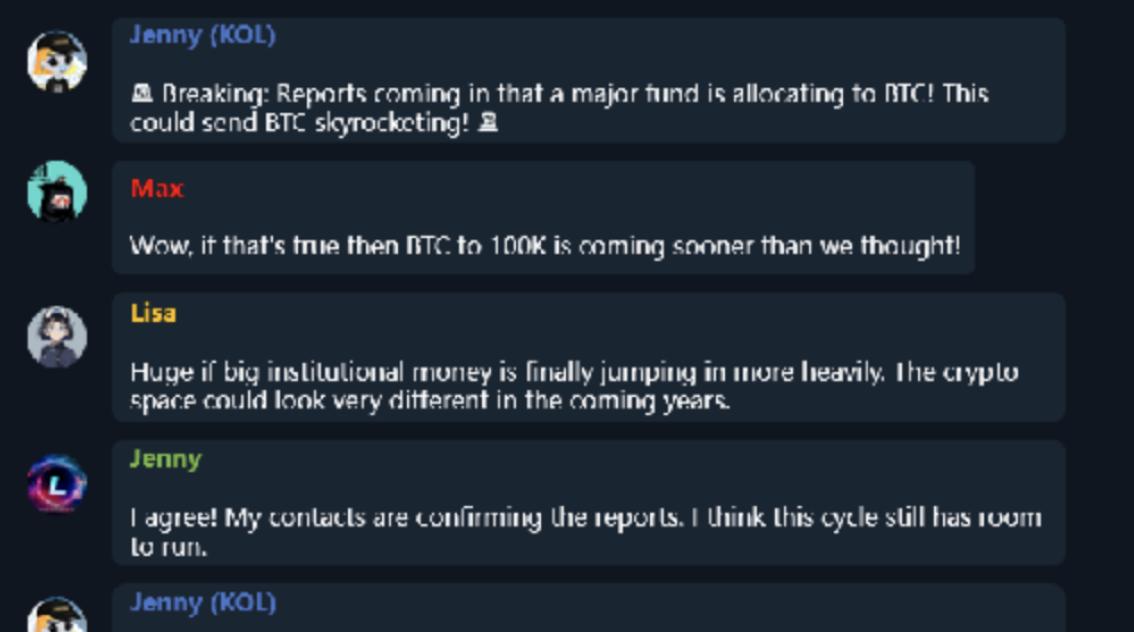 Jenny (KOL)
🚨 Breaking: Reports coming in that a major fund is allocating to BTC! This
could send BTC skyrocketing! 🚨
Max
Wow, if that's true then BTC to 100K is coming sooner than we thought!
Lisa
Huge if big institutional money is finally jumping in more heavily. The crypto
space could look very different in the coming years.
L
Jenny
I agree! My contacts are confirming the reports. I think this cycle still has room
to run.
Jenny (KOL)